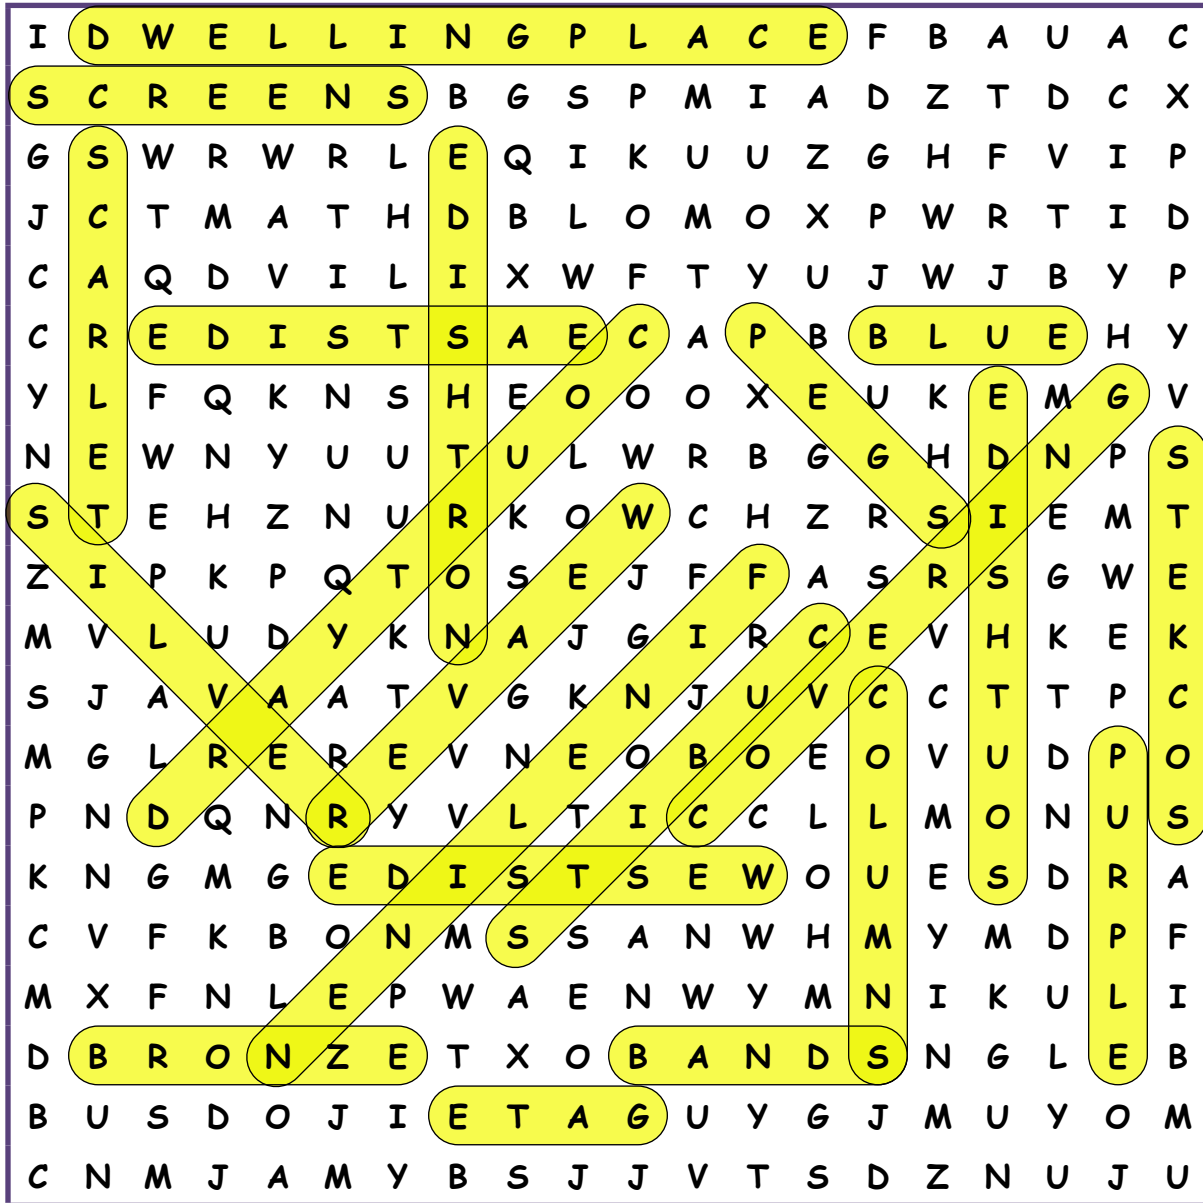 I D W E L L I N G P L A C E F B A U A C
S C R E E N S B G S P M I A D Z T D C X
G S W R W R L E Q I K U U Z G H F V I P
J C T M A T H D B L O M O X P W R T I D
C A Q D V I L I X W F T Y U J W J B Y P
C R E D I S T S A E C A P B B L U E H Y
Y L F Q K N S H E O O O X E U K E M G V
N E W N Y U U T U L W R B G G H D N P S
S T E H Z N U R K O W C H Z R S I E M T
Z I P K P Q T O S E J F F A S R S G W E
M V L U D Y K N A J G I R C E V H K E K
S J A V A A T V G K N J U V C C T T P C
M G L R E R E V N E O B O E O V U D P O
P N D Q N R Y V L T I C C L L M O N U S
K N G M G E D I S T S E W O U E S D R A
C V F K B O N M S S A N W H M Y M D P F
M X F N L E P W A E N W Y M N I K U L I
D B R O N Z E T X O B A N D S N G L E B
B U S D O J I E T A G U Y G J M U Y O M
C N M J A M Y B S J J V T S D Z N U J U